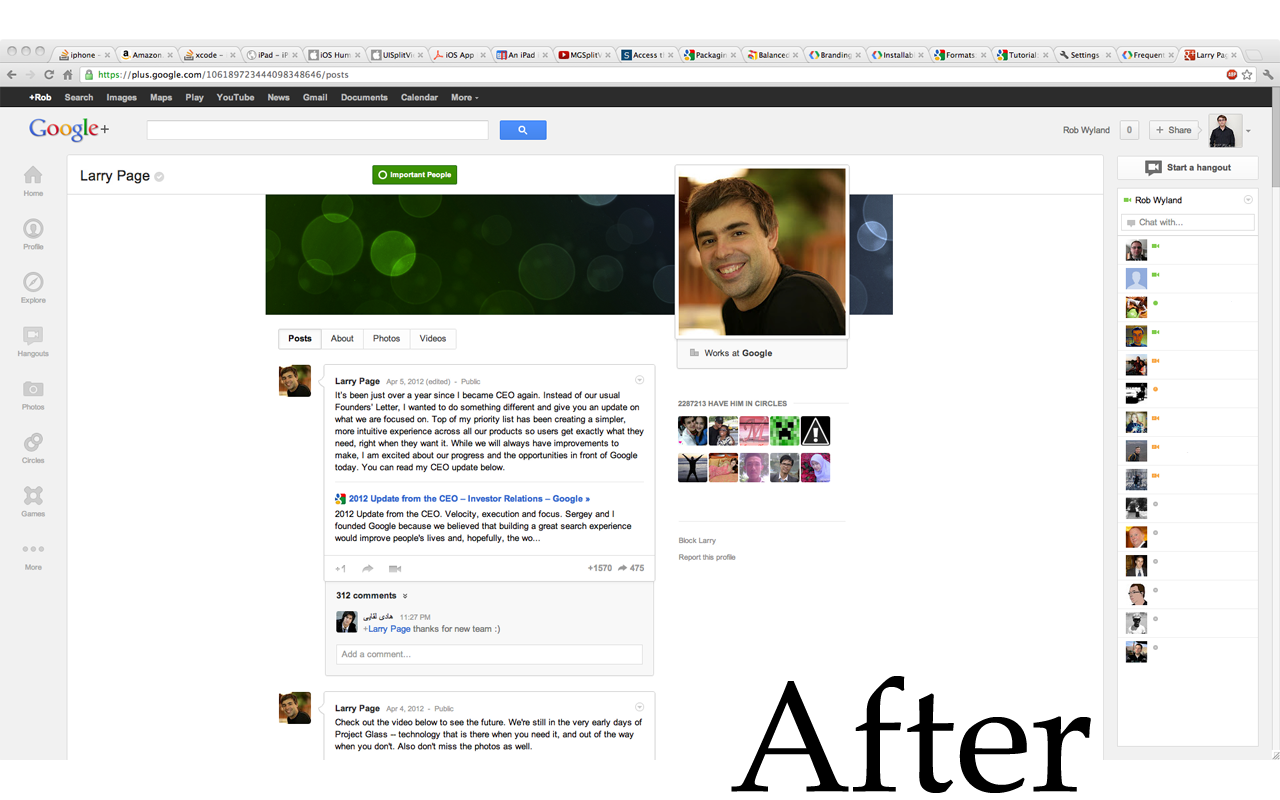 iphone -
Amazon.
xcode -
iPad – iP
iOS Hum
UISplitVi
iOS App
An iPad
MGSplitV
Access t
Packagin
Balanced
Branding
Installab
Formats.
Tutorial:
Settings
Frequent
Larry Pa
https://plus.google.com/106189723444098348646/posts
ABP
+Rob Search Images Maps Play YouTube News Gmail Documents Calendar More
Google+
Rob Wyland 0 + Share
Home
Profile
Explore
Hangouts
Photos
Circles
Games
More
Larry Page
Important People
Posts About Photos Videos
Works at Google
Larry Page Apr 5, 2012 (edited) - Public
It's been just over a year since I became CEO again. Instead of our usual
Founders' Letter, I wanted to do something different and give you an update on
what we are focused on. Top of my priority list has been creating a simpler,
more intuitive experience across all our products so users get exactly what they
need, right when they want it. While we will always have improvements to
make, I am excited about our progress and the opportunities in front of Google
today. You can read my CEO update below.
2012 Update from the CEO – Investor Relations – Google »
2012 Update from the CEO. Velocity, execution and focus. Sergey and I
founded Google because we believed that building a great search experience
would improve people's lives and, hopefully, the wo...
+1
+1570 475
312 comments
هادی لقایی 11:27 PM
+Larry Page thanks for new team :)
Add a comment...
Larry Page Apr 4, 2012 - Public
Check out the video below to see the future. We're still in the very early days of
Project Glass -- technology that is there when you need it, and out of the way
when you don't. Also don't miss the photos as well.
2287213 HAVE HIM IN CIRCLES
Block Larry
Report this profile
Start a hangout
Rob Wyland
Chat with...
After